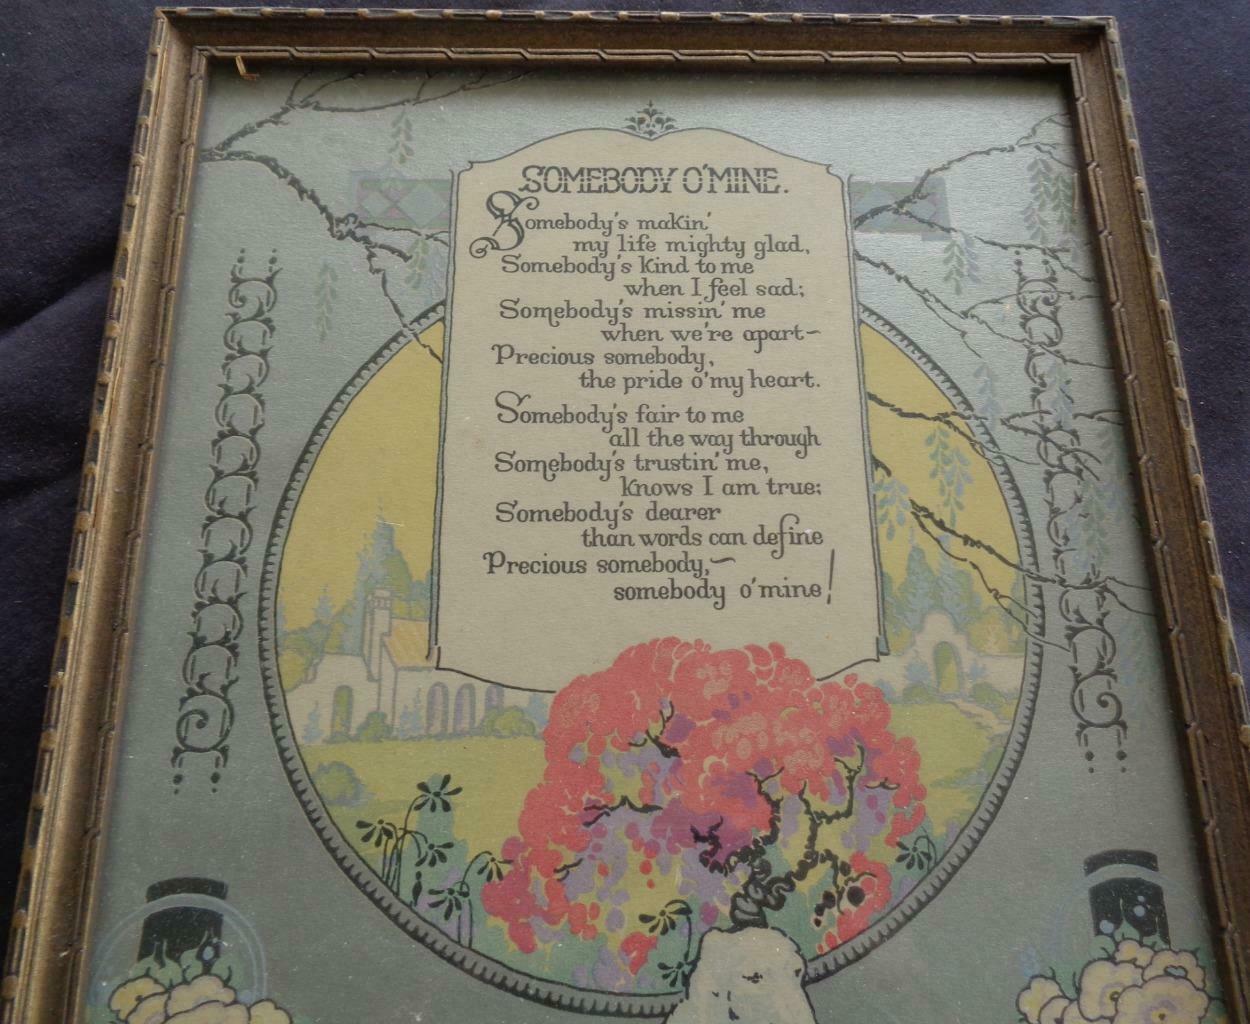 SOMEBODY O'MINE.
Somebody's makin'
my life mighty glad,
Somebody's kind to me
when I feel sad;
Somebody's missin' me
when we're apart—
Precious somebody,
the pride o' my heart.
Somebody's fair to me
all the way through
Somebody's trustin' me,
knows I am true;
Somebody's dearer
than words can define
Precious somebody,—
somebody o'mine!